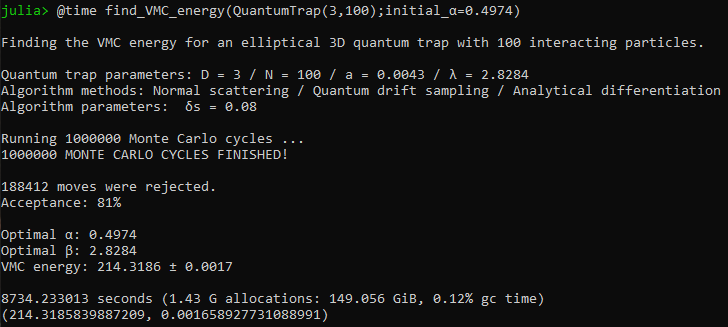 julia> @time find_VMC_energy(QuantumTrap(3,100);initial_α=0.4974)
Finding the VMC energy for an elliptical 3D quantum trap with 100 interacting particles.
Quantum trap parameters: D = 3 / N = 100 / a = 0.0043 / λ = 2.8284
Algorithm methods: Normal scattering / Quantum drift sampling / Analytical differentiation
Algorithm parameters:  δs = 0.08
Running 1000000 Monte Carlo cycles ...
1000000 MONTE CARLO CYCLES FINISHED!
188412 moves were rejected.
Acceptance: 81%
Optimal α: 0.4974
Optimal β: 2.8284
VMC energy: 214.3186 ± 0.0017
8734.233013 seconds (1.43 G allocations: 149.056 GiB, 0.12% gc time)
(214.3185839887209, 0.001658927731088991)